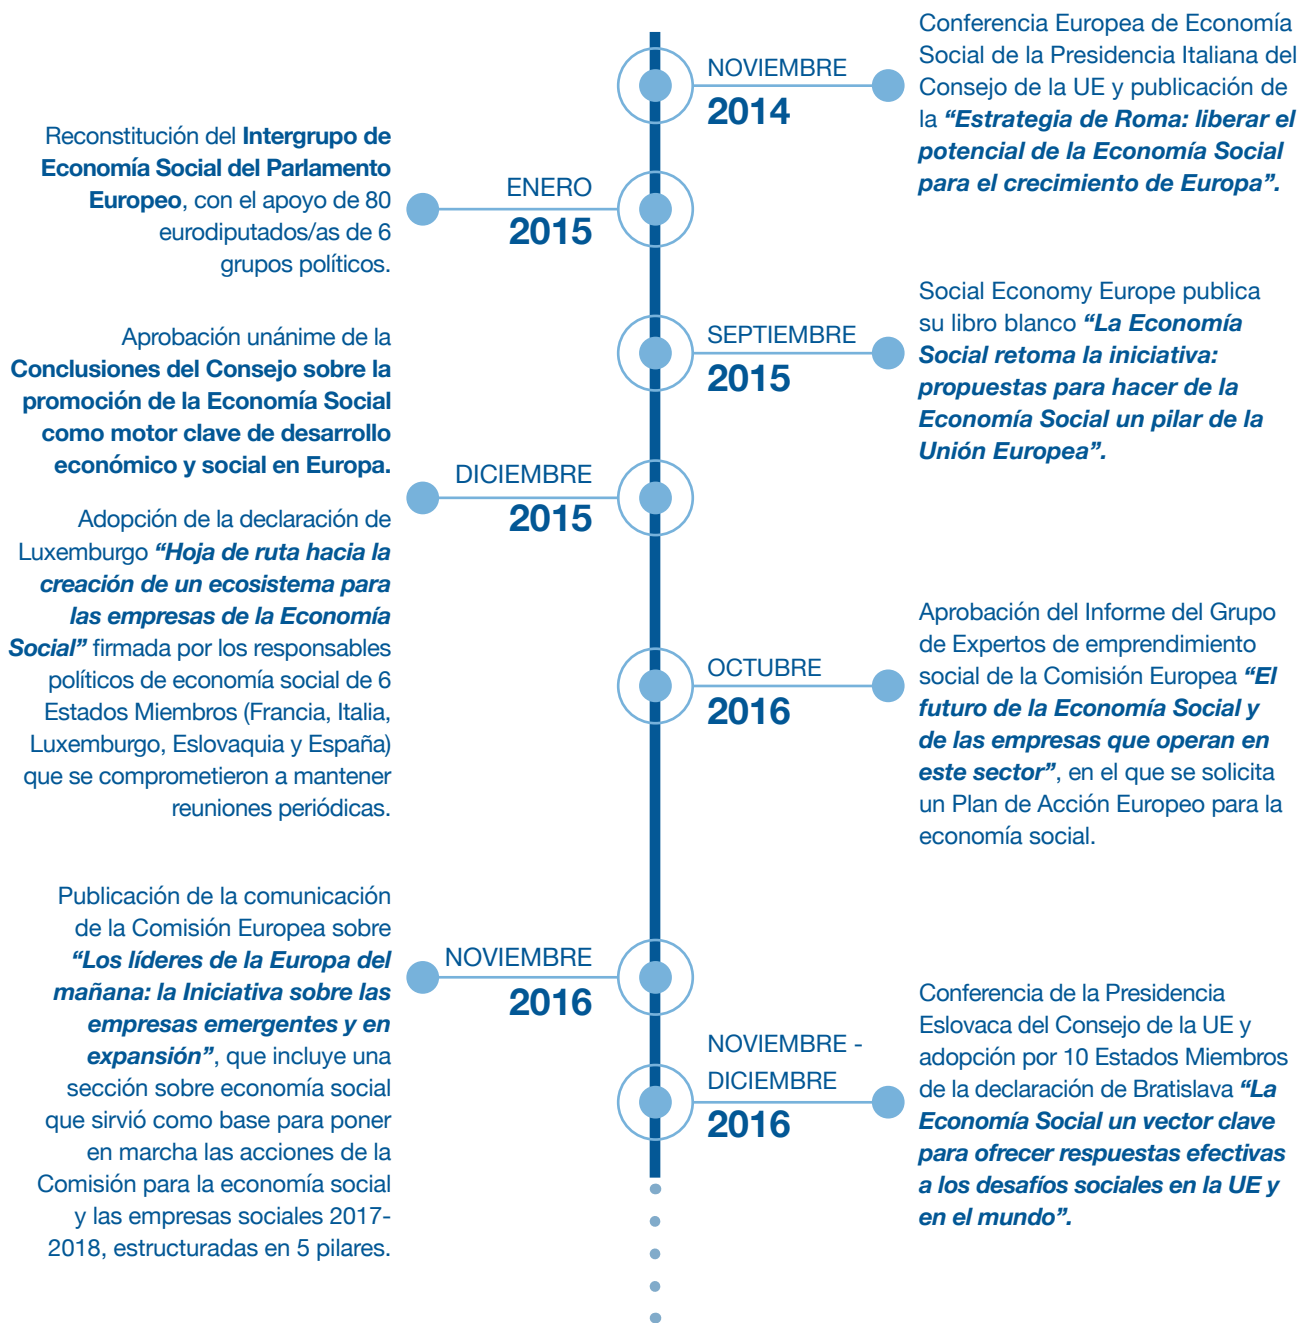 NOVIEMBRE
2014
Conferencia Europea de Economía
Social de la Presidencia Italiana del
Consejo de la UE y publicación de
la “Estrategia de Roma: liberar el
potencial de la Economía Social
para el crecimiento de Europa”.
Reconstitución del Intergrupo de
Economía Social del Parlamento
Europeo, con el apoyo de 80
eurodiputados/as de 6
grupos políticos.
ENERO
2015
SEPTIEMBRE
2015
Social Economy Europe publica
su libro blanco “La Economía
Social retoma la iniciativa:
propuestas para hacer de la
Economía Social un pilar de la
Unión Europea”.
Aprobación unánime de la
Conclusiones del Consejo sobre la
promoción de la Economía Social
como motor clave de desarrollo
económico y social en Europa.
DICIEMBRE
2015
Adopción de la declaración de
Luxemburgo “Hoja de ruta hacia la
creación de un ecosistema para
las empresas de la Economía
Social” firmada por los responsables
políticos de economía social de 6
Estados Miembros (Francia, Italia,
Luxemburgo, Eslovaquia y España)
que se comprometieron a mantener
reuniones periódicas.
OCTUBRE
2016
Aprobación del Informe del Grupo
de Expertos de emprendimiento
social de la Comisión Europea “El
futuro de la Economía Social y
de las empresas que operan en
este sector”, en el que se solicita
un Plan de Acción Europeo para la
economía social.
Publicación de la comunicación
de la Comisión Europea sobre
“Los líderes de la Europa del
mañana: la Iniciativa sobre las
empresas emergentes y en
expansión”, que incluye una
sección sobre economía social
que sirvió como base para poner
en marcha las acciones de la
Comisión para la economía social
y las empresas sociales 2017-
2018, estructuradas en 5 pilares.
NOVIEMBRE
2016
NOVIEMBRE -
DICIEMBRE
2016
Conferencia de la Presidencia
Eslovaca del Consejo de la UE y
adopción por 10 Estados Miembros
de la declaración de Bratislava “La
Economía Social un vector clave
para ofrecer respuestas efectivas
a los desafíos sociales en la UE y
en el mundo”.